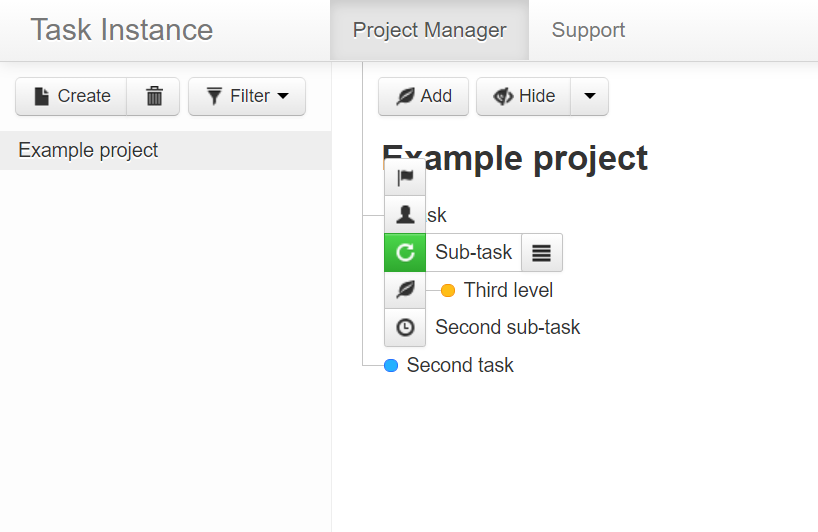 Task Instance
Project Manager
Support
Create
Filter
Add
Hide
Example project
Example project
sk
Sub-task
Third level
Second sub-task
Second task